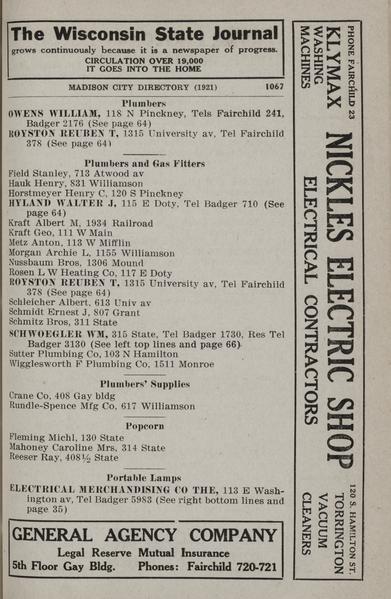 The Wisconsin State Journal
grows continuously because it is a newspaper of progress.
CIRCULATION OVER 19,000
IT GOES INTO THE HOME
MADISON CITY DIRECTORY (1921) 1067
Plumbers
OWENS WILLIAM, 118 N Pinckney, Tels Fairchild 241,
Badger 2176 (See page 64)
ROYSTON REUBEN T, 1315 University av, Tel Fairchild
378 (See page 64)
Plumbers and Gas Fitters
Field Stanley, 713 Atwood av
Hauk Henry, 831 Williamson
Horstmeyer Henry C, 120 S Pinckney
HYLAND WALTER J, 115 E Doty, Tel Badger 710 (See
page 64)
Kraft Albert M, 1934 Railroad
Kraft Geo, 111 W Main
Metz Anton, 113 W Mifflin
Morgan Archie L, 1155 Williamson
Nussbaum Bros, 1306 Mound
Rosen L W Heating Co, 117 E Doty
ROYSTON REUBEN T, 1315 University av, Tel Fairchild
378 (See page 64)
Schleicher Albert, 613 Univ av
Schmidt Ernest J, 807 Grant
Schmitz Bros, 311 State
SCHWOEGLER WM, 315 State, Tel Badger 1730, Res Tel
Badger 3130 (See left top lines and page 66)
Sutter Plumbing Co, 103 N Hamilton
Wigglesworth F Plumbing Co, 1511 Monroe
Plumbers' Supplies
Crane Co, 408 Gay bldg
Rundle-Spence Mfg Co, 617 Williamson
Popcorn
Fleming Michl, 130 State
Mahoney Caroline Mrs, 314 State
Reeser Ray, 408½ State
Portable Lamps
ELECTRICAL MERCHANDISING CO THE, 113 E Wash-
ington av, Tel Badger 5983 (See right bottom lines and
page 35)
GENERAL AGENCY COMPANY
Legal Reserve Mutual Insurance
5th Floor Gay Bldg. Phones: Fairchild 720-721
PHONE FAIRCHILD 23
KLYMAX
WASHING
MACHINES
NICKLES ELECTRIC SHOP
ELECTRICAL CONTRACTORS
120 S. HAMILTON ST.
TORRINGTON
VACUUM
CLEANERS